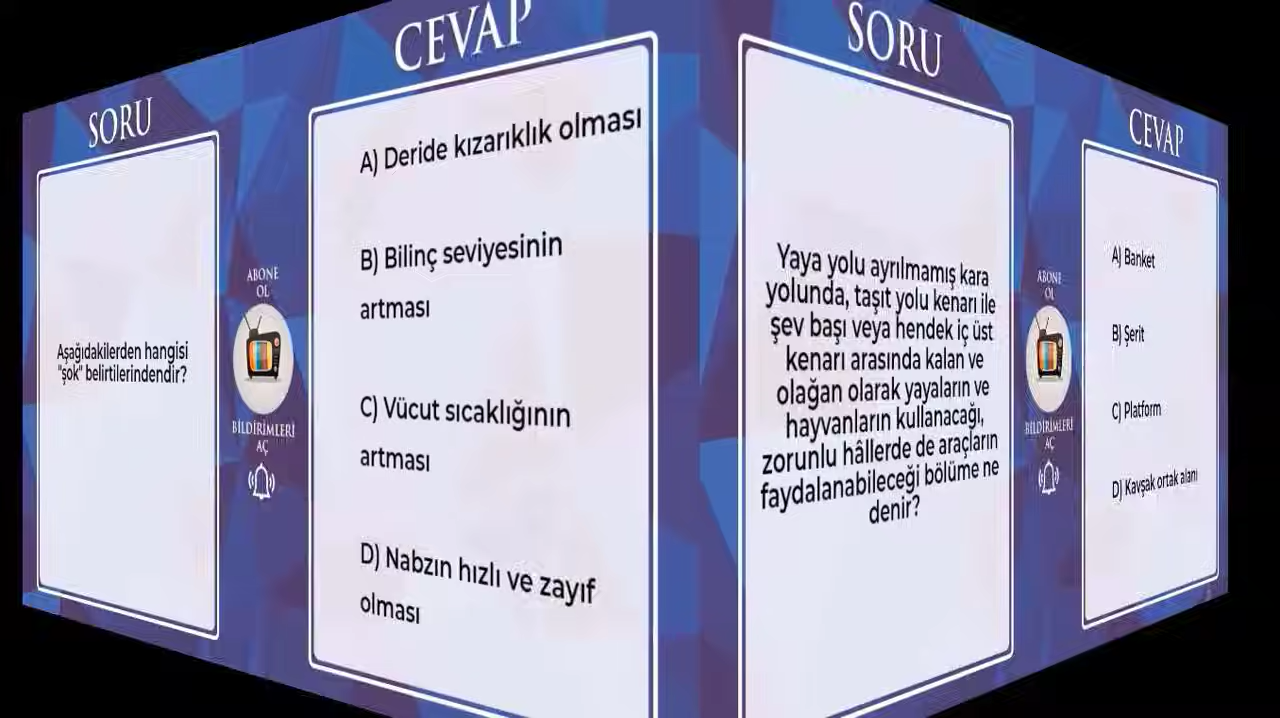 SORU
Aşağıdakilerden hangisi
"şok" belirtilerindendir?
ABONE
OL
BİLDİRİMLERİ
AÇ
CEVAP
A) Deride kızarıklık olması
B) Bilinç seviyesinin
artması
C) Vücut sıcaklığının
artması
D) Nabzın hızlı ve zayıf
olması
SORU
Yaya yolu ayrılmamış kara
yolunda, taşıt yolu kenarı ile
şev başı veya hendek iç üst
kenarı arasında kalan ve
olağan olarak yayaların ve
hayvanların kullanacağı,
zorunlu hâllerde de araçların
faydalanabileceği bölüme ne
denir?
ABONE
OL
BİLDİRİMLERİ
AÇ
CEVAP
A) Banket
B) Şerit
C) Platform
D) Kavşak ortak alanı